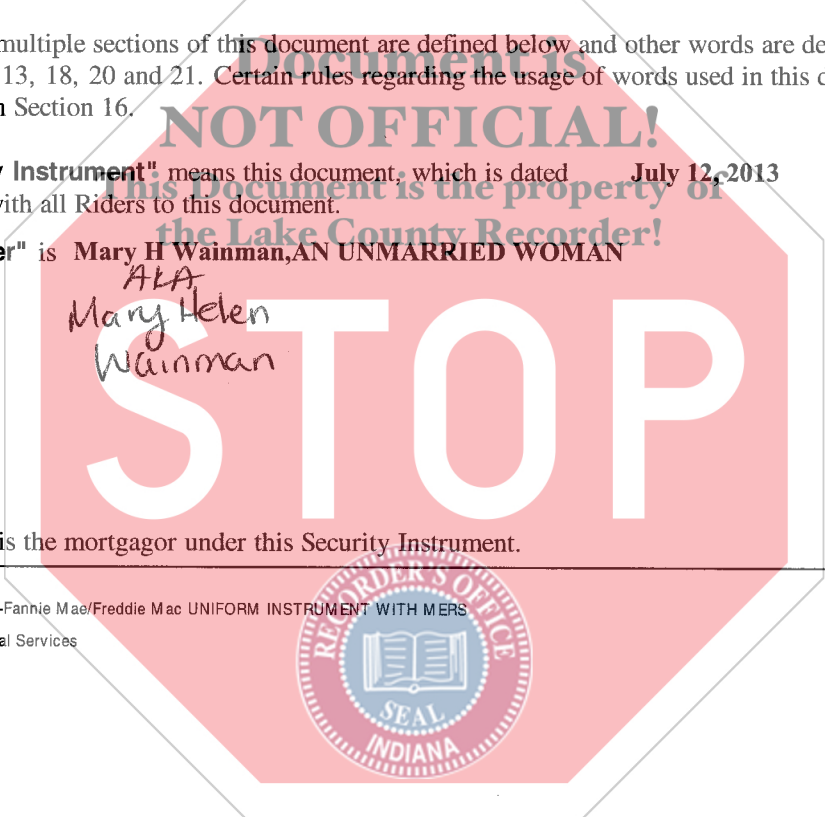 Document is
multiple sections of this document are defined below and other words are de
13, 18, 20 and 21. Certain rules regarding the usage of words used in this d
Section 16.
NOT OFFICIAL!
Instrument" means this document, which is dated July 12, 2013
This Document is the property of
ith all Riders to this document.
the Lake County Recorder!
er" is Mary H Wainman,AN UNMARRIED WOMAN
AKA
Mary Helen
Wainman
STOP
is the mortgagor under this Security Instrument.
-Fannie Mae/Freddie Mac UNIFORM INSTRUMENT WITH MERS
al Services
RECORDER'S OFFICE
SEAL
INDIANA